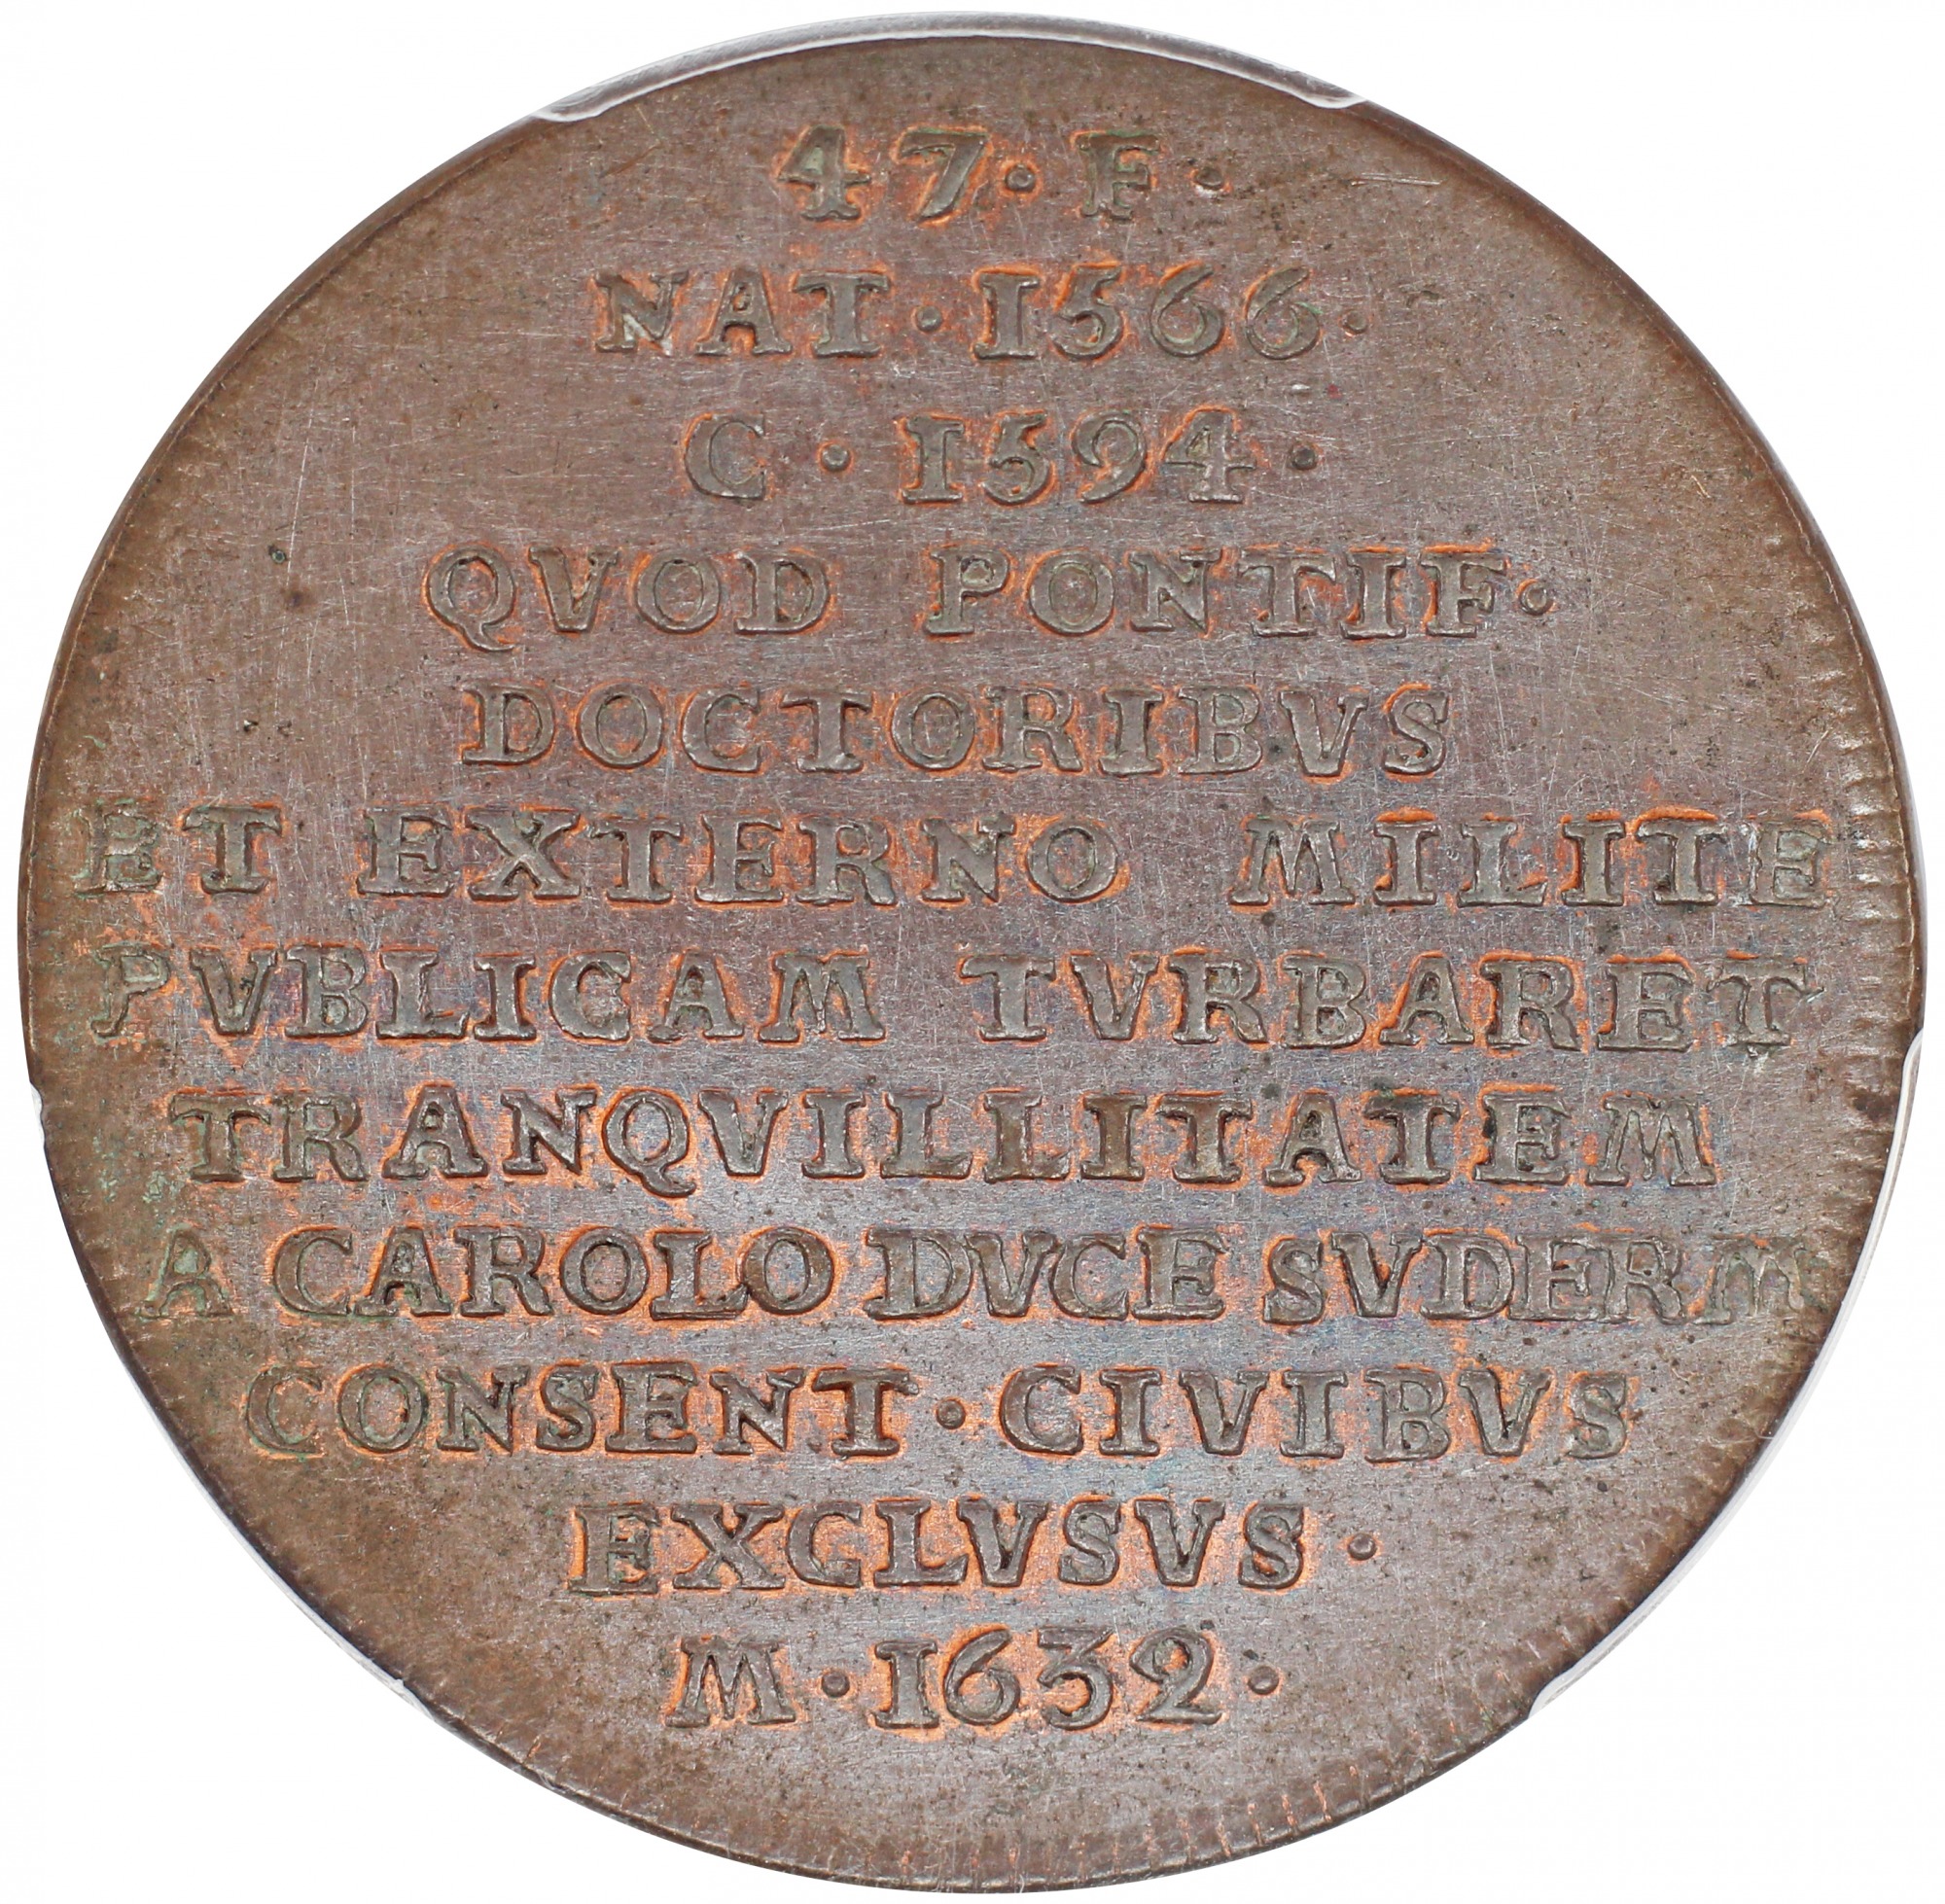 47 · F ·
NAT · 1566 ·
C · 1594 ·
QVOD PONTIF ·
DOCTORIBVS
ET EXTERNO MILITE
PVBLICAM TVRBARET
TRANQVILLITATEM
A CAROLO DVCE SVDERM
CONSENT · CIVIBVS
EXCLVSVS ·
M · 1632 ·